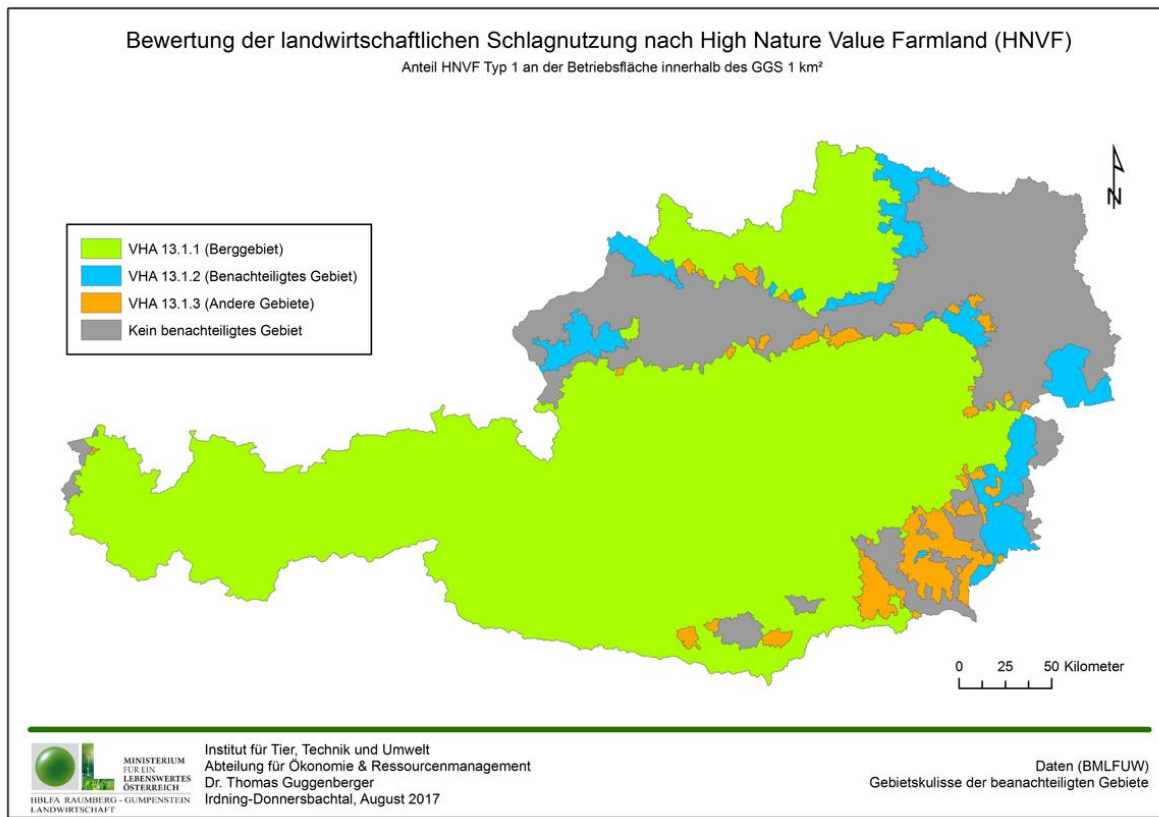 Bewertung der landwirtschaftlichen Schlagnutzung nach High Nature Value Farmland (HNVF)
Anteil HNVF Typ 1 an der Betriebsfläche innerhalb des GGS 1 km²
N
VHA 13.1.1 (Berggebiet)
VHA 13.1.2 (Benachteiligtes Gebiet)
VHA 13.1.3 (Andere Gebiete)
Kein benachteiligtes Gebiet
0 25 50 Kilometer
MINISTERIUM
FÜR EIN
LEBENSWERTES
ÖSTERREICH
HBLFA RAUMBERG - GUMPENSTEIN
LANDWIRTSCHAFT
Institut für Tier, Technik und Umwelt
Abteilung für Ökonomie & Ressourcenmanagement
Dr. Thomas Guggenberger
Irdning-Donnersbachtal, August 2017
Daten (BMLFUW)
Gebietskulisse der beanachteiligten Gebiete